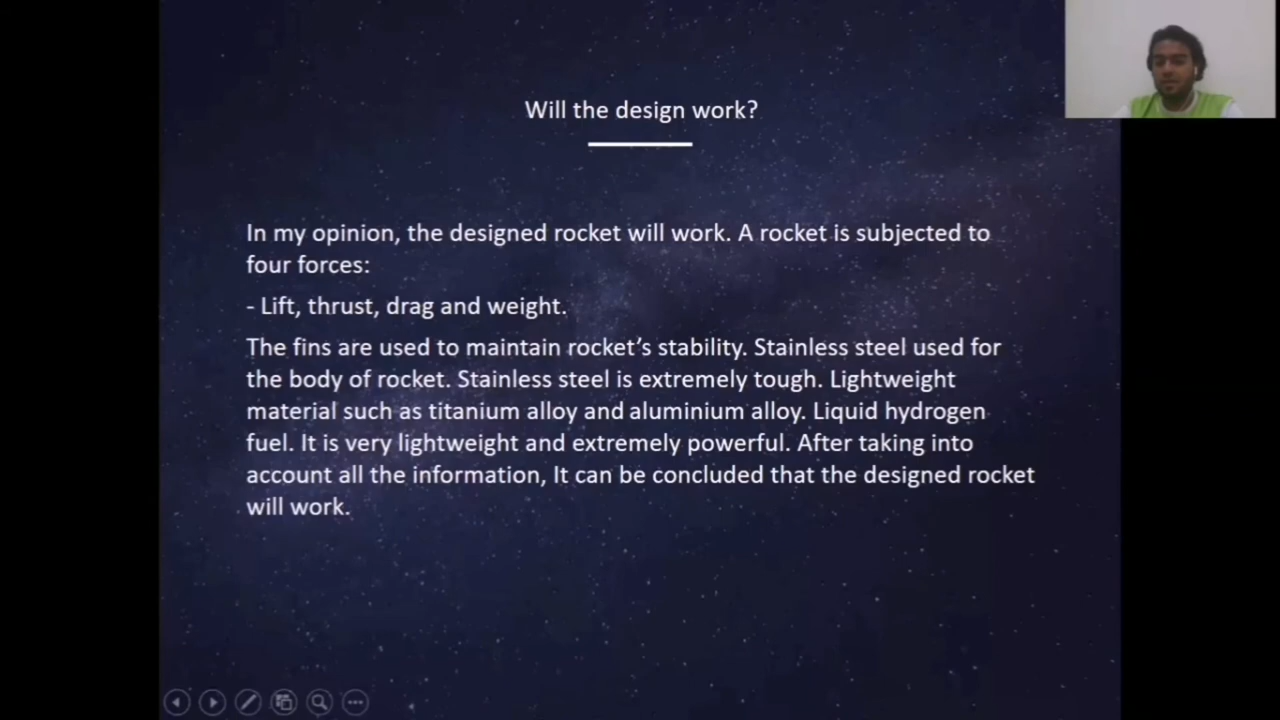 Will the design work?
In my opinion, the designed rocket will work. A rocket is subjected to
four forces:
- Lift, thrust, drag and weight.
The fins are used to maintain rocket’s stability. Stainless steel used for
the body of rocket. Stainless steel is extremely tough. Lightweight
material such as titanium alloy and aluminium alloy. Liquid hydrogen
fuel. It is very lightweight and extremely powerful. After taking into
account all the information, It can be concluded that the designed rocket
will work.